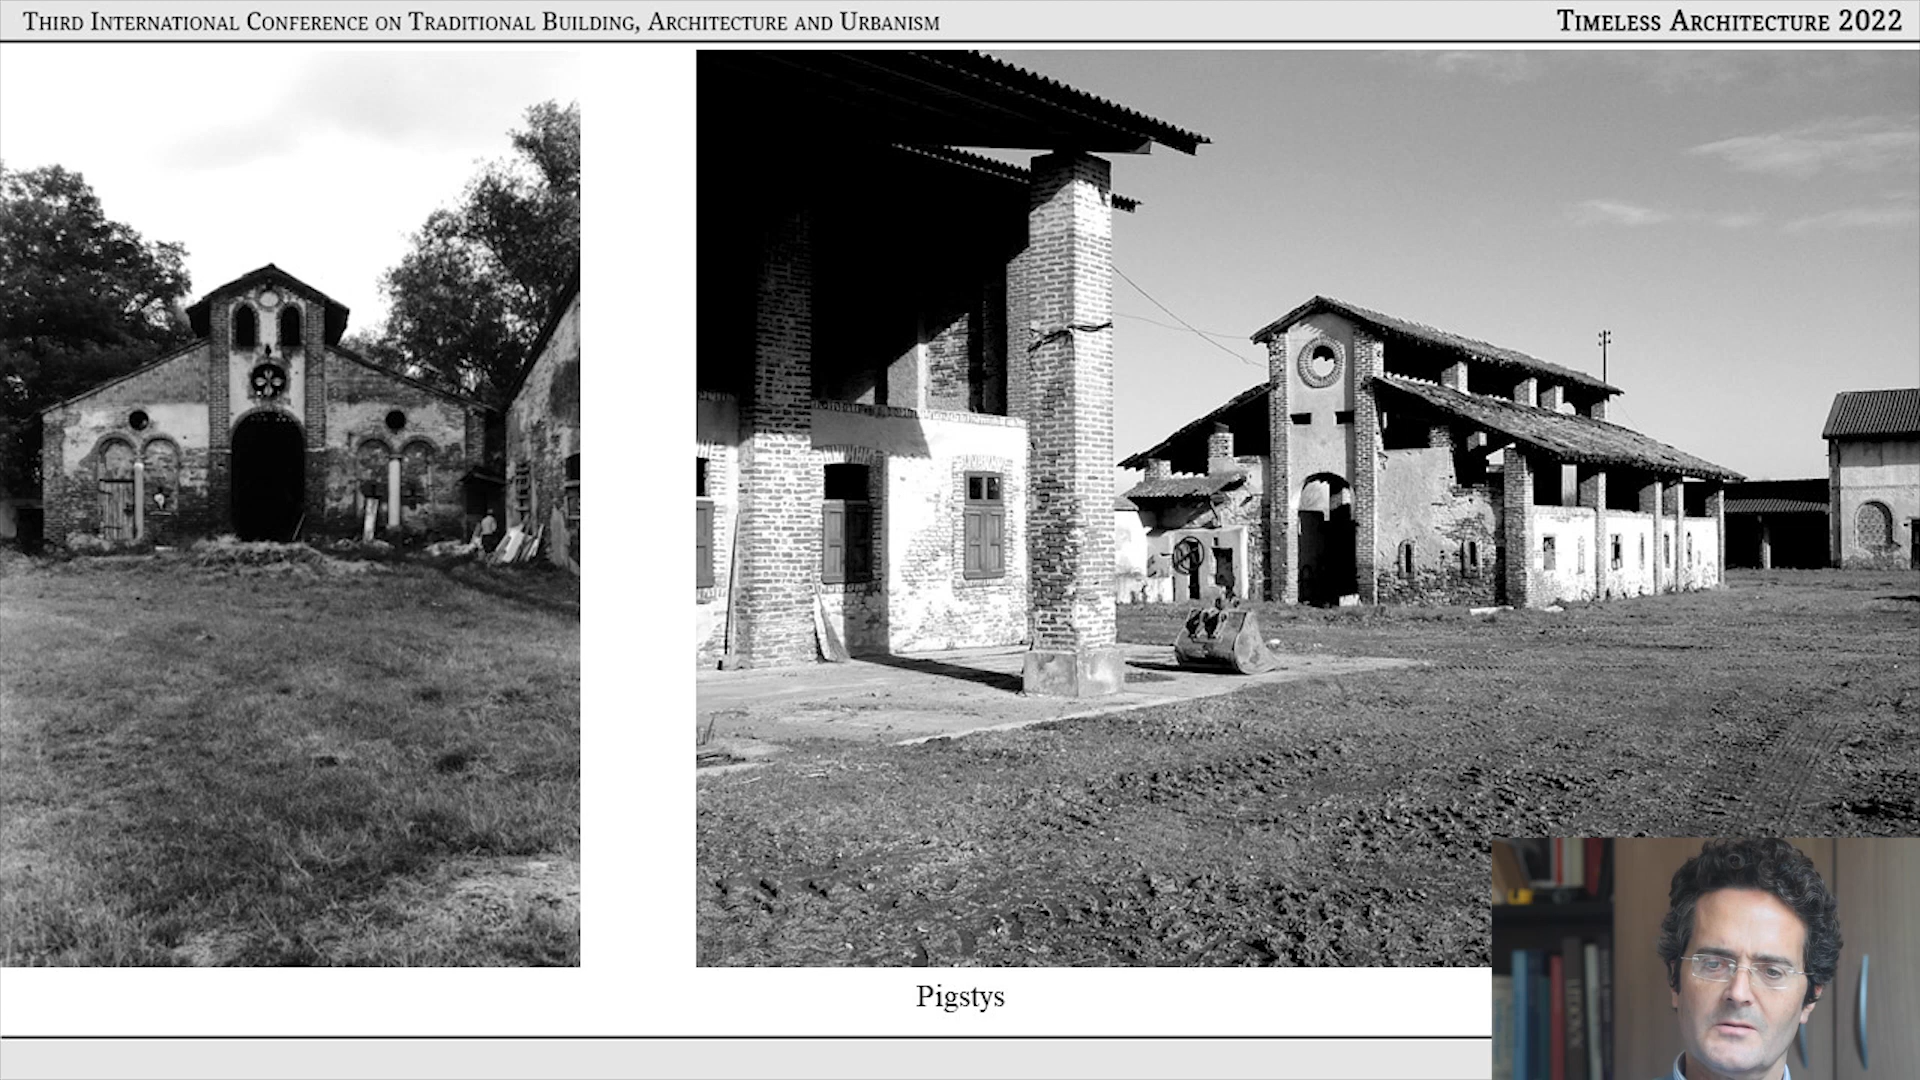 Third International Conference on Traditional Building, Architecture and Urbanism
Timeless Architecture 2022
Pigstys